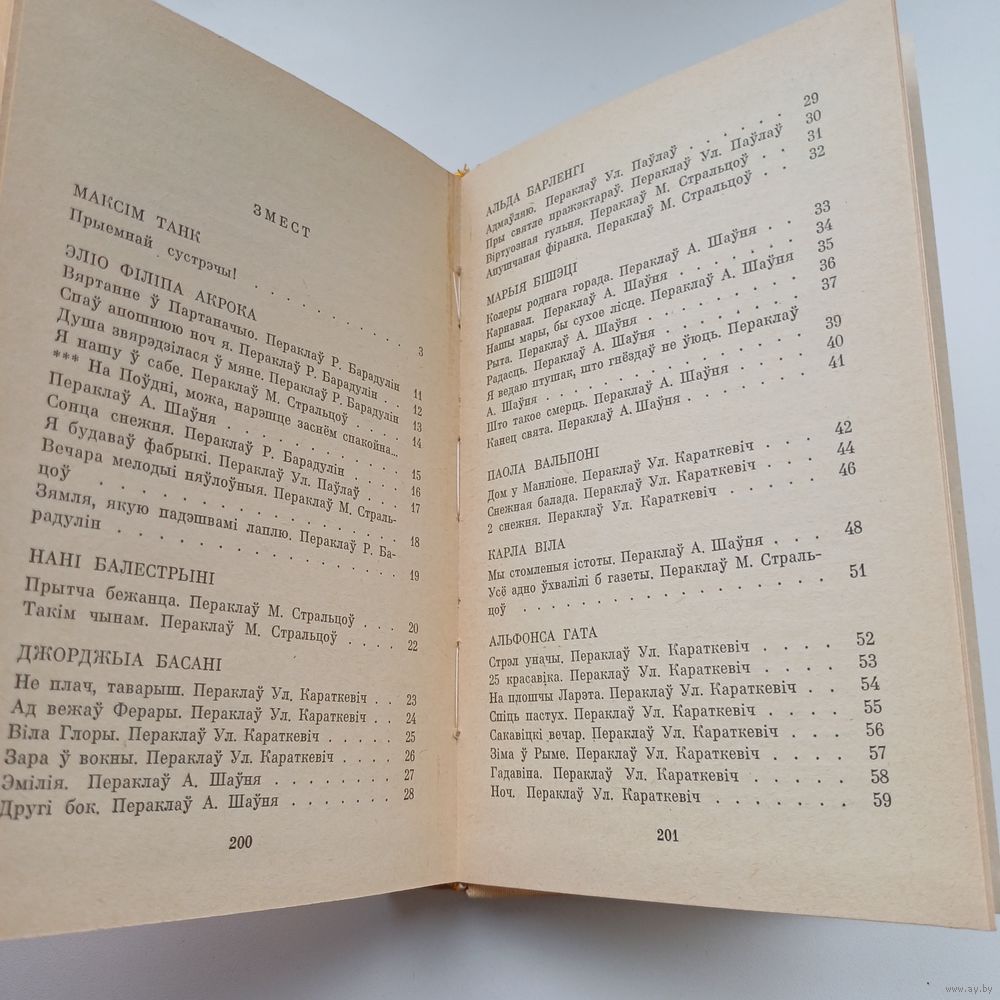 ЗМЕСТ
МАКСІМ ТАНК
Прыемнай сустрэчы! . . . . . . . . 3
ЭЛІО ФІЛІПА АКРОКА
Вяртанне ў Партаначыо. Пераклаў Р. Барадулін 11
Спаў апошнюю ноч я. Пераклаў Р. Барадулін . 12
Душа звярэдзілася ў мяне. Пераклаў Р. Барадулін 13
Я нашу ў сабе. Пераклаў М. Стральцоў . . 14
*** На Поўдні, можа, нарэшце заснём спакойна...
Пераклаў А. Шаўня . . . . . . . . 15
Сонца снежня. Пераклаў Р. Барадулін . . . 16
Я будаваў фабрыкі. Пераклаў Ул. Паўлаў . . . 17
Вечара мелодыі няўлоўныя. Пераклаў М. Страль-
цоў . . . . . . . . . . 18
Зямля, якую падэшвамі лаплю. Пераклаў Р. Ба-
радулін . . . . . . . . . . 19
НАНІ БАЛЕСТРЫНІ
Прытча бежанца. Пераклаў М. Стральцоў . . . 20
Такім чынам. Пераклаў М. Стральцоў . . . . 22
ДЖОРДЖЫА БАСАНІ
Не плач, таварыш. Пераклаў Ул. Караткевіч . . 23
Ад вежаў Ферары. Пераклаў Ул. Караткевіч . . 24
Віла Глоры. Пераклаў Ул. Караткевіч . . . . 25
Зара ў вокны. Пераклаў Ул. Караткевіч . . . 26
Эмілія. Пераклаў А. Шаўня . . . . . . 27
Другі бок. Пераклаў А. Шаўня . . . . . . 28
200
АЛЬДА БАРЛЕНГІ
Адмаўляю. Пераклаў Ул. Паўлаў . . . . . . 29
Пры святле пражэктараў. Пераклаў Ул. Паўлаў 30
Віртуозная гульня. Пераклаў М. Стральцоў . . 31
Апушчаная фіранка. Пераклаў М. Стральцоў . . 32
МАРЫЯ БІШЭЦІ
Колеры роднага горада. Пераклаў А. Шаўня . . 33
Карнавал. Пераклаў А. Шаўня . . . . . . 34
Нашы мары, бы сухое лісце. Пераклаў А. Шаўня 35
Рыта. Пераклаў А. Шаўня . . . . . . . 36
Радасць. Пераклаў А. Шаўня . . . . . . 37
Я ведаю птушак, што гнёздаў не ўюць. Пераклаў
А. Шаўня . . . . . . . . . . 39
Што такое смерць. Пераклаў А. Шаўня . . . 40
Канец свята. Пераклаў А. Шаўня . . . . . 41
ПАОЛА ВАЛЬПОНІ
Дом у Манліоне. Пераклаў Ул. Караткевіч . . . 42
Снежная балада. Пераклаў Ул. Караткевіч . . . 44
2 снежня. Пераклаў Ул. Караткевіч . . . . . 46
КАРЛА ВІЛА
Мы стомленыя істоты. Пераклаў А. Шаўня . . . 48
Усё адно ўхвалілі б газеты. Пераклаў М. Страль-
цоў . . . . . . . . . . . . 51
АЛЬФОНСА ГАТА
Стрэл уначы. Пераклаў Ул. Караткевіч . . . . 52
25 красавіка. Пераклаў Ул. Караткевіч . . . . 53
На плошчы Ларэта. Пераклаў Ул. Караткевіч . . 54
Спіць пастух. Пераклаў Ул. Караткевіч . . . . 55
Сакавіцкі вечар. Пераклаў Ул. Караткевіч . . . 56
Зіма ў Рыме. Пераклаў Ул. Караткевіч . . . . 57
Гадавіна. Пераклаў Ул. Караткевіч . . . . . 58
Ноч. Пераклаў Ул. Караткевіч . . . . . . 59
201
www.ay.by